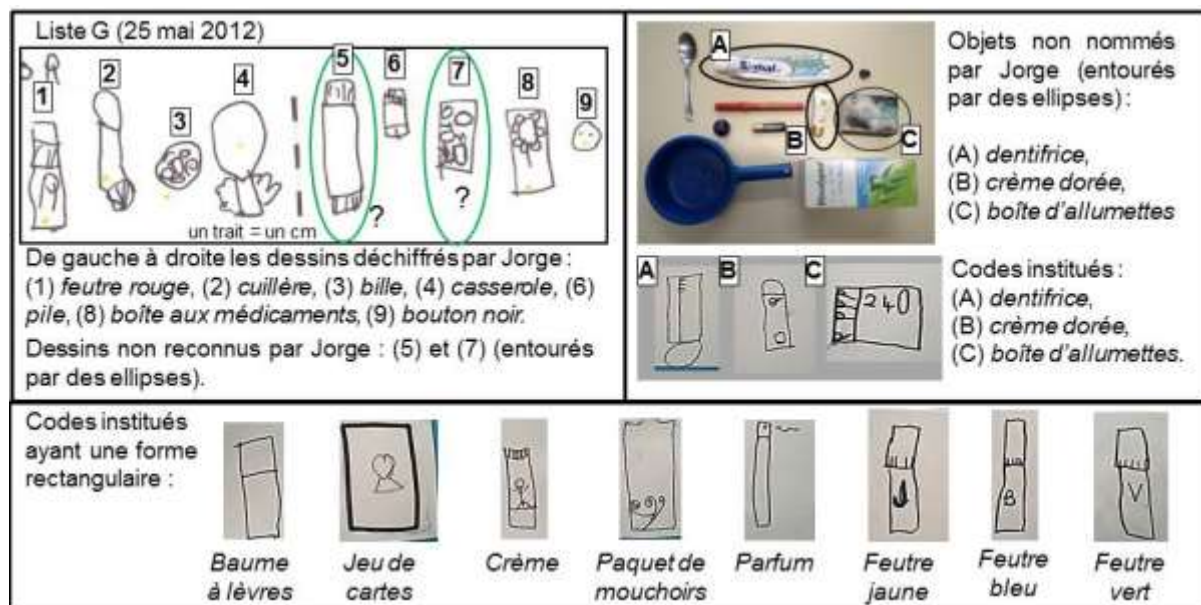 Liste G (25 mai 2012)
1
2
3
4
5
6
7
8
9
?
?
un trait = un cm
De gauche à droite les dessins déchiffrés par Jorge :
(1) feutre rouge, (2) cuillère, (3) bille, (4) casserole, (6)
pile, (8) boîte aux médicaments, (9) bouton noir.
Dessins non reconnus par Jorge : (5) et (7) (entourés
par des ellipses).
A
B
C
Objets non nommés
par Jorge (entourés
par des ellipses) :
(A) dentifrice,
(B) crème dorée,
(C) boîte d'allumettes
A
B
C
240
Codes institués :
(A) dentifrice,
(B) crème dorée,
(C) boîte d'allumettes.
Codes institués
ayant une forme
rectangulaire :
B
V
Baume
à lèvres
Jeu de
cartes
Crème
Paquet de
mouchoirs
Parfum
Feutre
jaune
Feutre
bleu
Feutre
vert